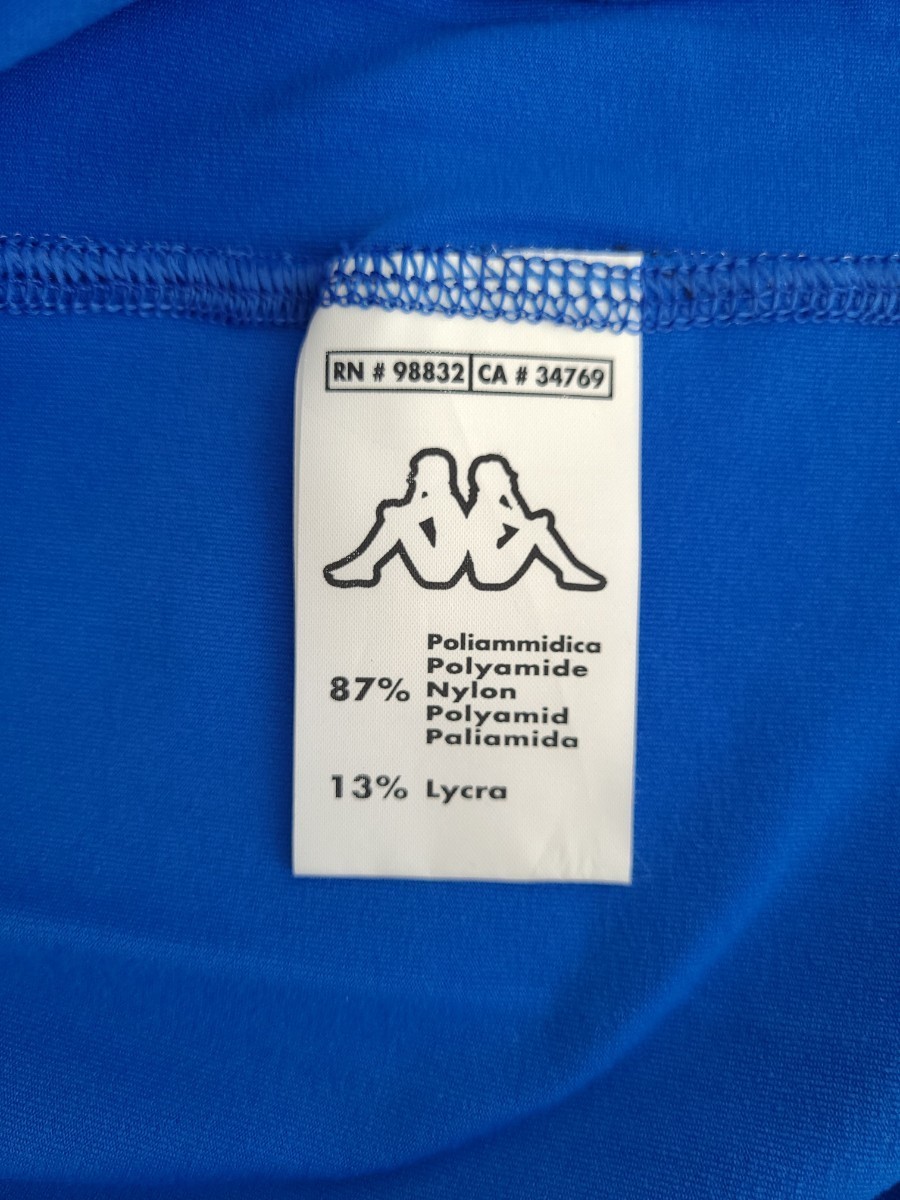 RN # 98832 CA # 34769
Poliammidica
Polyamide
87% Nylon
Polyamid
Paliamida
13% Lycra